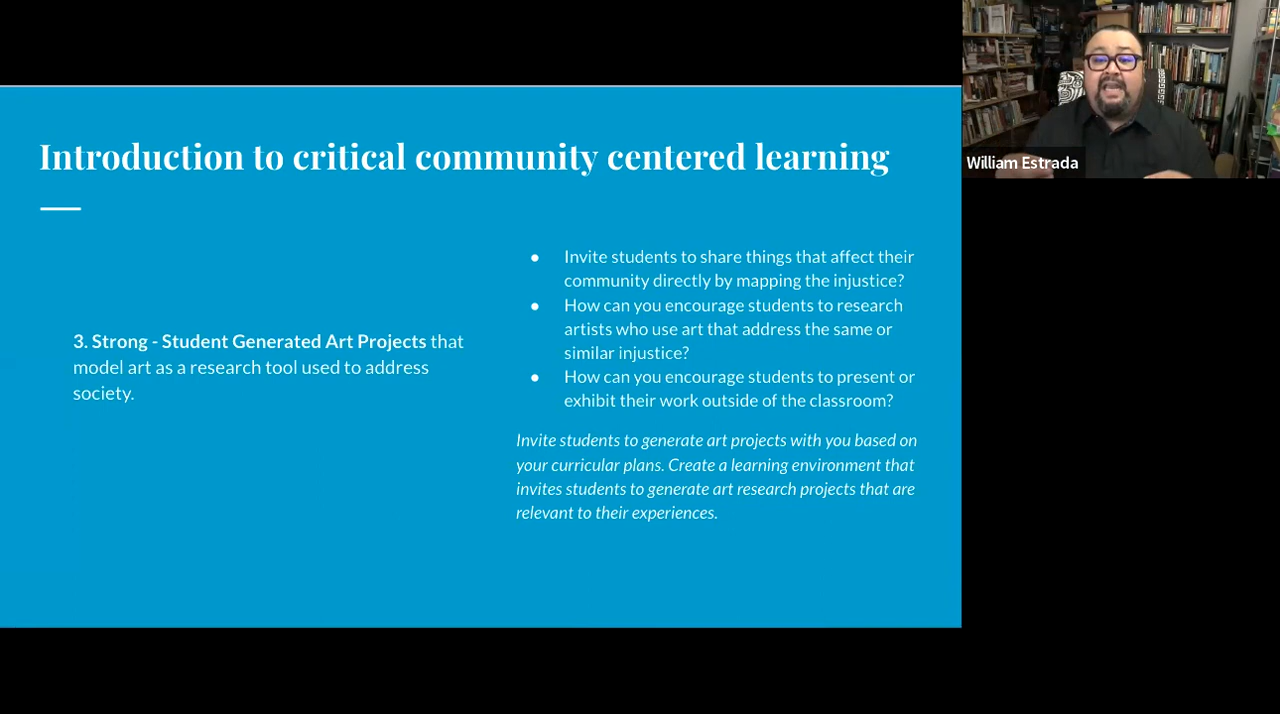 Introduction to critical community centered learning
3. Strong - Student Generated Art Projects that
model art as a research tool used to address
society.
● Invite students to share things that affect their
community directly by mapping the injustice?
● How can you encourage students to research
artists who use art that address the same or
similar injustice?
● How can you encourage students to present or
exhibit their work outside of the classroom?
Invite students to generate art projects with you based on
your curricular plans. Create a learning environment that
invites students to generate art research projects that are
relevant to their experiences.
William Estrada